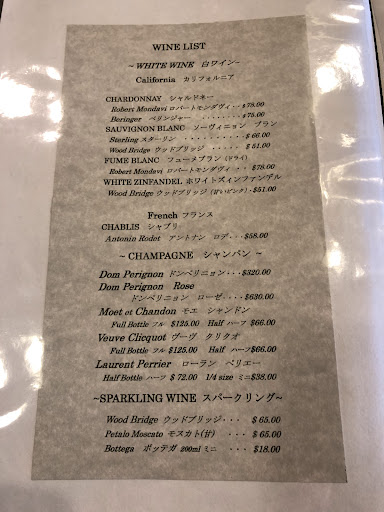 WINE LIST
~ WHITE WINE 白ワイン~
California カリフォルニア
CHARDONNAY シャルドネー
Robert Mondavi ロバートモンダヴィ・・$78.00
Beringer ベリンジャー ・・・・・・・・$75.00
SAUVIGNON BLANC ソーヴィニョン ブラン
Sterling スターリン ・・・・・・・・・・・$ 66.00
Wood Bridge ウッドブリッジ ・・・・・ $ 51.00
FUME BLANC フューメブラン (ドライ)
Robert Mondavi ロバートモンダヴィ ・・ $78.00
WHITE ZINFANDEL ホワイトズィンファンデル
Wood Bridge ウッドブリッジ (甘いピンク)・$51.00
French フランス
CHABLIS シャブリ
Antonin Rodet アントナン ロデ・・・$58.00
~ CHAMPAGNE シャンパン ~
Dom Perignon ドンペリニョン・・・$320.00
Dom Perignon Rose
ドンペリニョン ローゼ・・・$630.00
Moet et Chandon モエ シャンドン
Full Bottle フル $125.00 Half ハーフ $66.00
Veuve Clicquot ヴーヴ クリクオ
Full Bottle フル $125.00 Half ハーフ$66.00
Laurent Perrier ローラン ペリエー
Half Bottle ハーフ $ 72.00 1/4 size ミニ$38.00
~SPARKLING WINE スパークリング~
Wood Bridge ウッドブリッジ・・・ $ 65.00
Petalo Moscato モスカト(甘) ・・・ $ 65.00
Bottega ボッテガ 200ml ミニ ・・・ $18.00